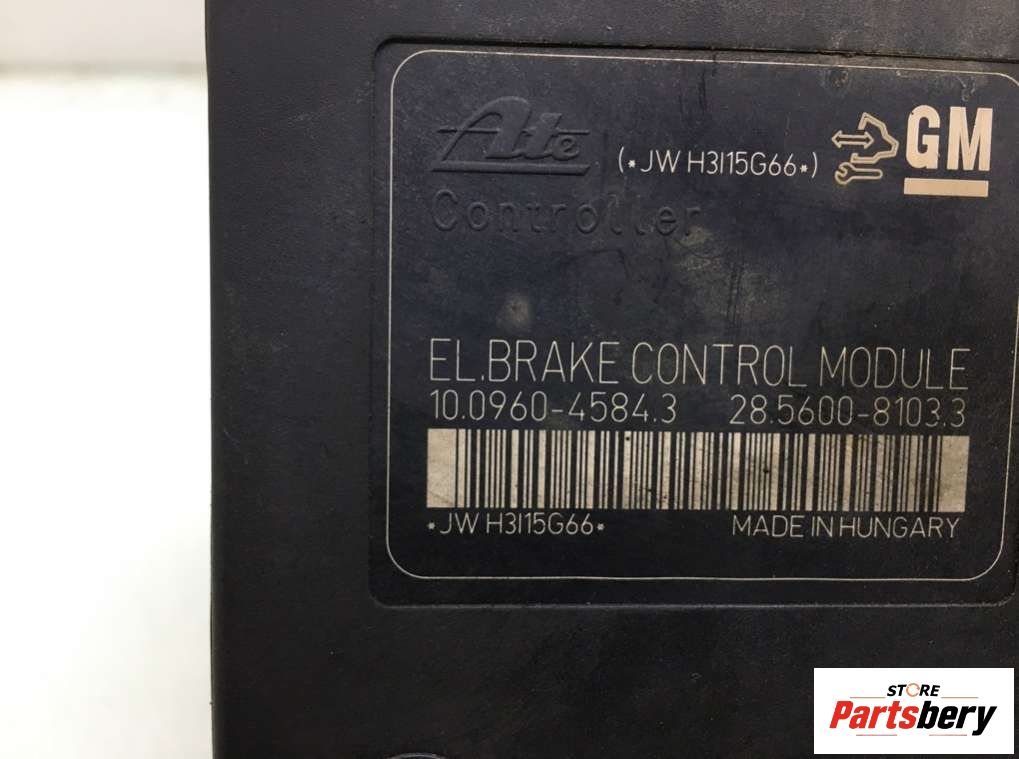 Ate
(*JW H3I15G66*)
GM
Controller
EL.BRAKE CONTROL MODULE
10.0960-4584.3 28.5600-8103.3
*JW H3I15G66* MADE IN HUNGARY
STORE
Partsbery